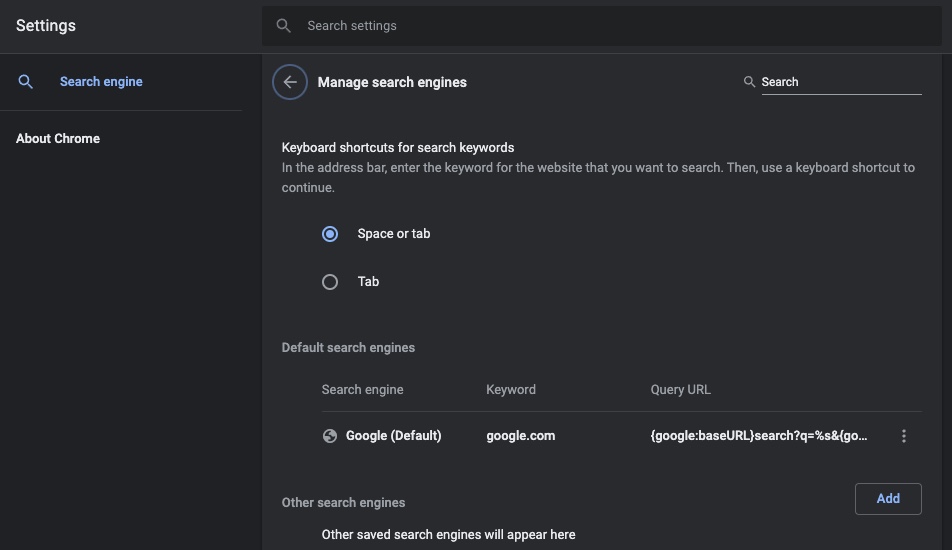 Settings
Search settings
Search engine
About Chrome
Manage search engines
Search
Keyboard shortcuts for search keywords
In the address bar, enter the keyword for the website that you want to search. Then, use a keyboard shortcut to
continue.
Space or tab
Tab
Default search engines
Search engine Keyword Query URL
Google (Default) google.com {google:baseURL}search?q=%s&{go...
Other search engines
Add
Other saved search engines will appear here